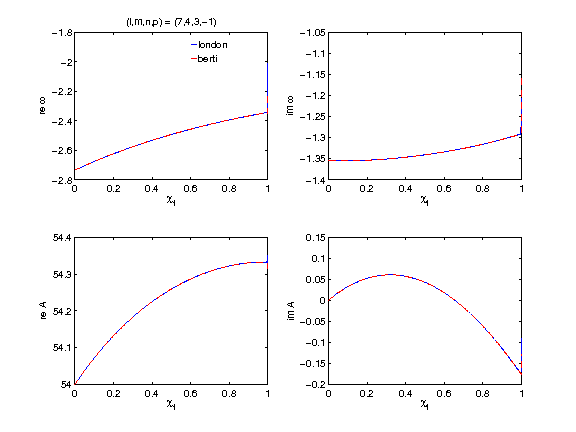 (l,m,n,p) = (7,4,3,−1)
−1.8
−2
−2.2
−2.4
−2.6
−2.8
re ω
london
berti
0 0.2 0.4 0.6 0.8 1
χf
−1.05
−1.1
−1.15
−1.2
−1.25
−1.3
−1.35
−1.4
im ω
0 0.2 0.4 0.6 0.8 1
χf
54.4
54.3
54.2
54.1
54
re A
0 0.2 0.4 0.6 0.8 1
χf
0.15
0.1
0.05
0
−0.05
−0.1
−0.15
−0.2
im A
0 0.2 0.4 0.6 0.8 1
χf